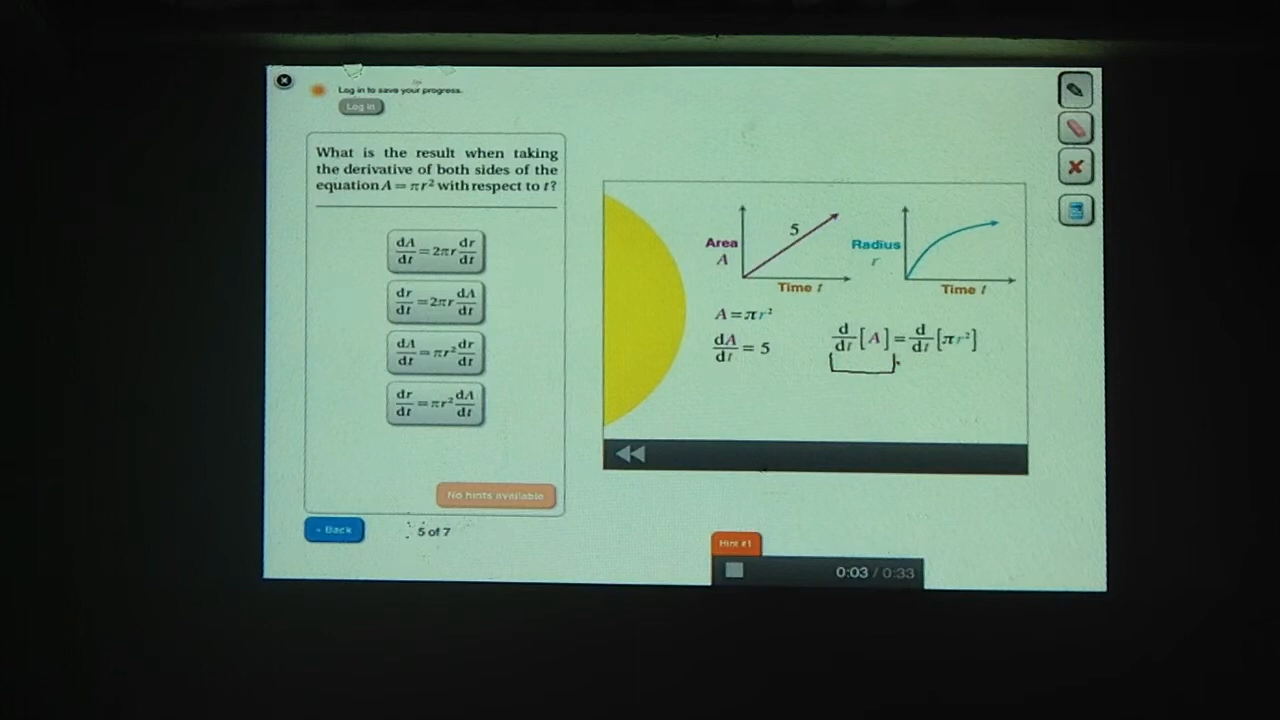 Log in to save your progress.
Log in
What is the result when taking
the derivative of both sides of the
equation A = πr² with respect to t?
dA/dt = 2πr dr/dt
dr/dt = 2πr dA/dt
dA/dt = πr² dr/dt
dr/dt = πr² dA/dt
No hints available
Back
5 of 7
Area
A
5
Time t
Radius
r
Time t
A = πr²
dA/dt = 5
d/dt [A] = d/dt [πr²]
Hint #1
0:03 / 0:33